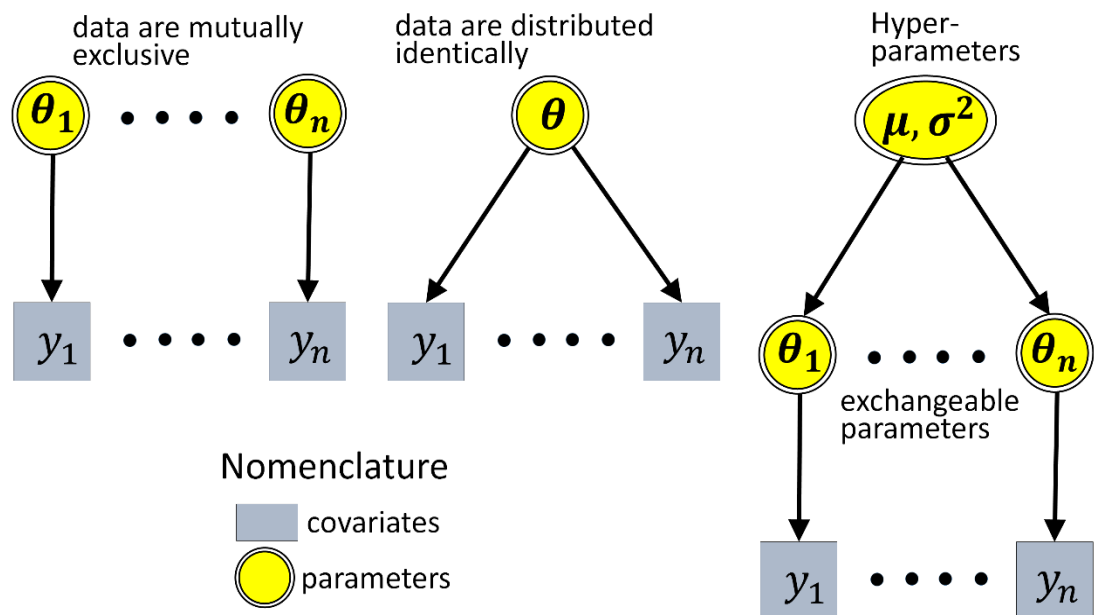 data are mutually
exclusive
θ1 • • • • θn
y1 • • • • yn
data are distributed
identically
θ
y1 • • • • yn
Hyper-
parameters
μ, σ²
θ1 • • • • θn
exchangeable
parameters
y1 • • • • yn
Nomenclature
covariates
parameters